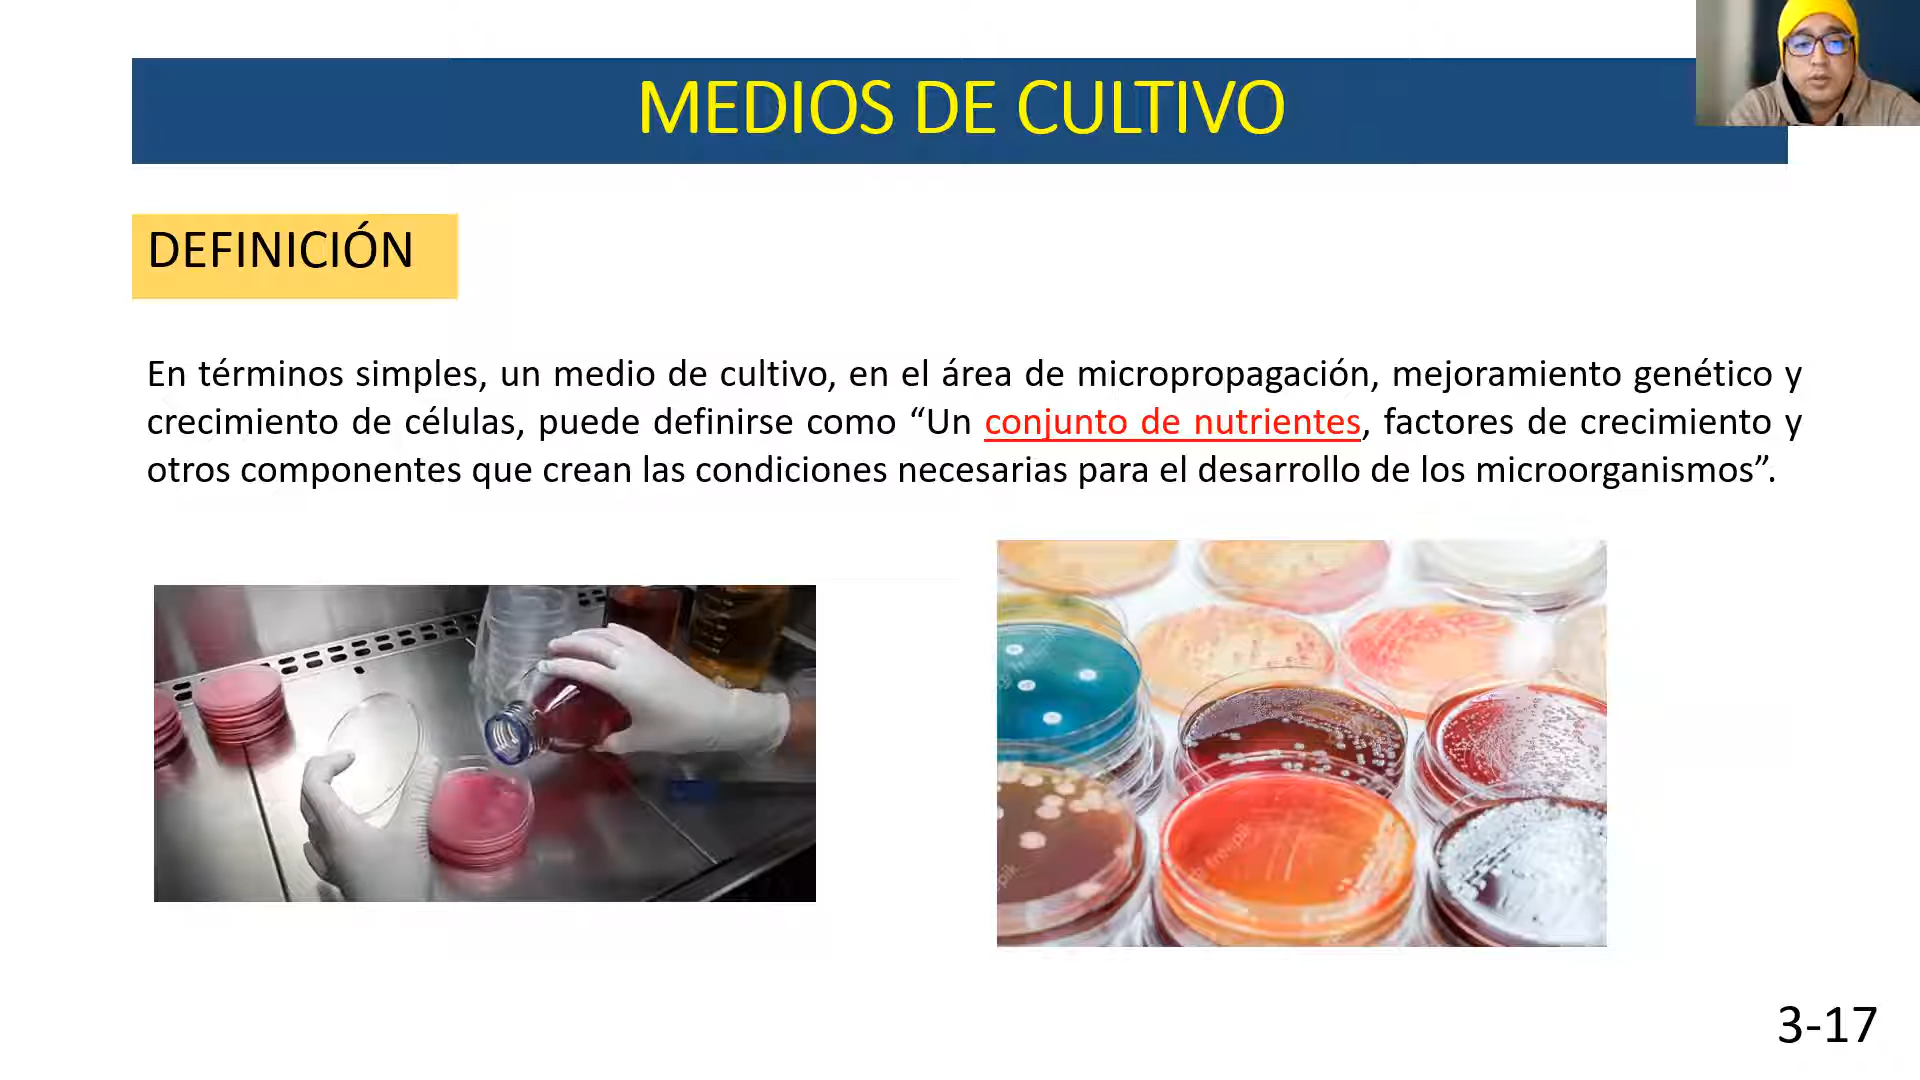 MEDIOS DE CULTIVO
DEFINICIÓN
En términos simples, un medio de cultivo, en el área de micropropagación, mejoramiento genético y
crecimiento de células, puede definirse como “Un conjunto de nutrientes, factores de crecimiento y
otros componentes que crean las condiciones necesarias para el desarrollo de los microorganismos”.
3-17